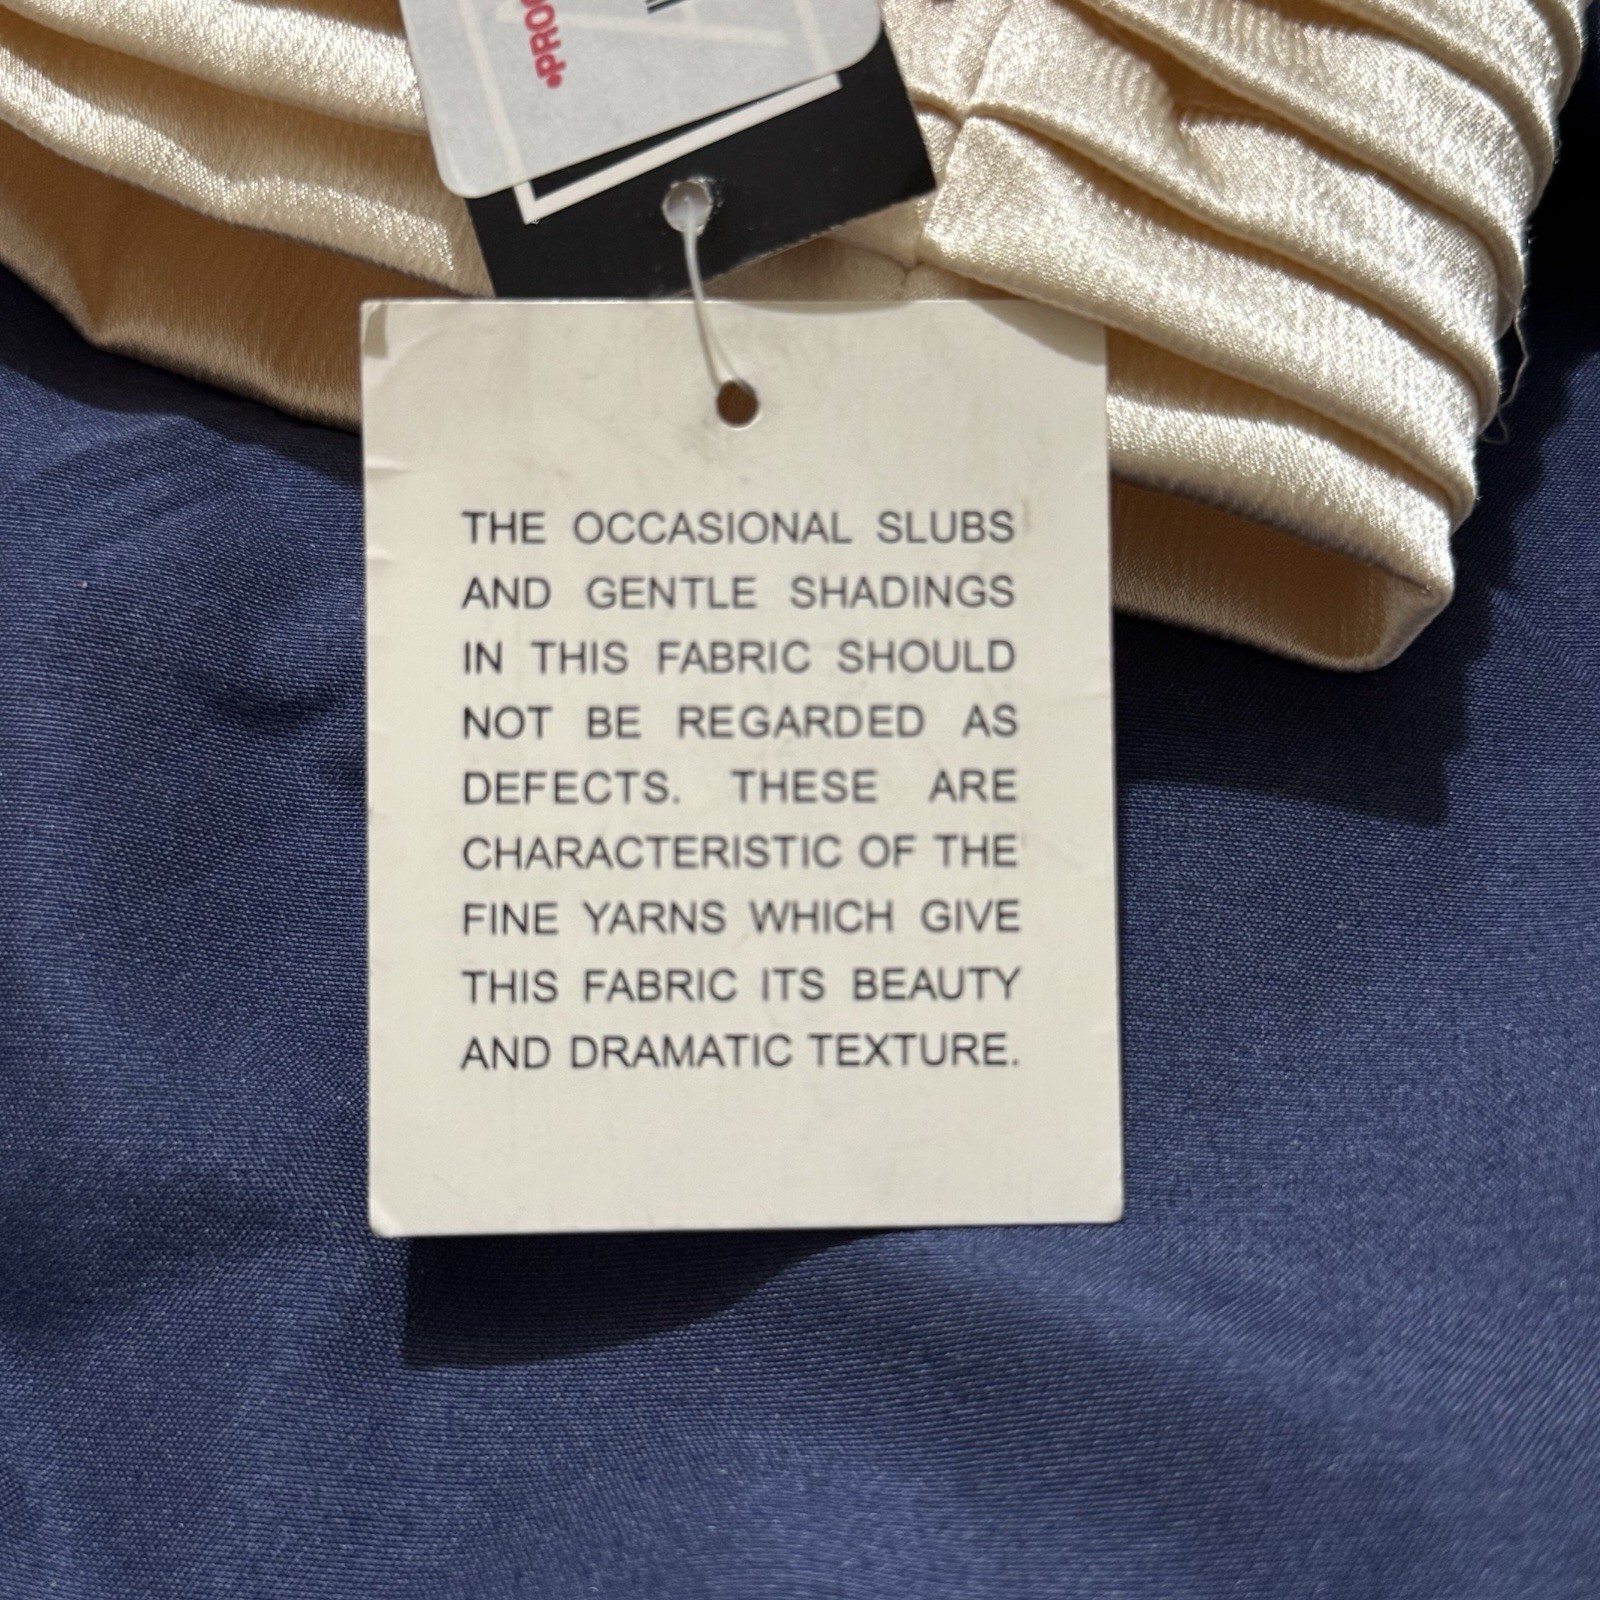 THE OCCASIONAL SLUBS
AND GENTLE SHADINGS
IN THIS FABRIC SHOULD
NOT BE REGARDED AS
DEFECTS. THESE ARE
CHARACTERISTIC OF THE
FINE YARNS WHICH GIVE
THIS FABRIC ITS BEAUTY
AND DRAMATIC TEXTURE.